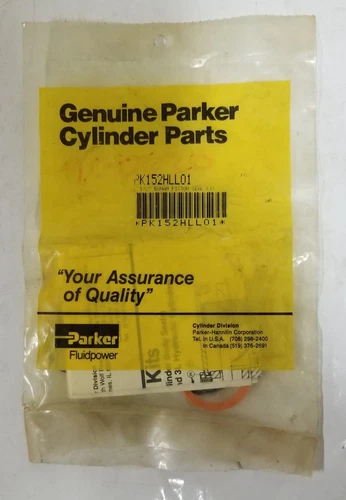 Genuine Parker
Cylinder Parts
PK152HLL01
*PK152HLL01*
"Your Assurance
of Quality"
Parker
Fluidpower
Cylinder Division
Parker-Hannifin Corporation
Tel. in U.S.A. (708) 298-2400
in Canada (519) 376-2691
Kits